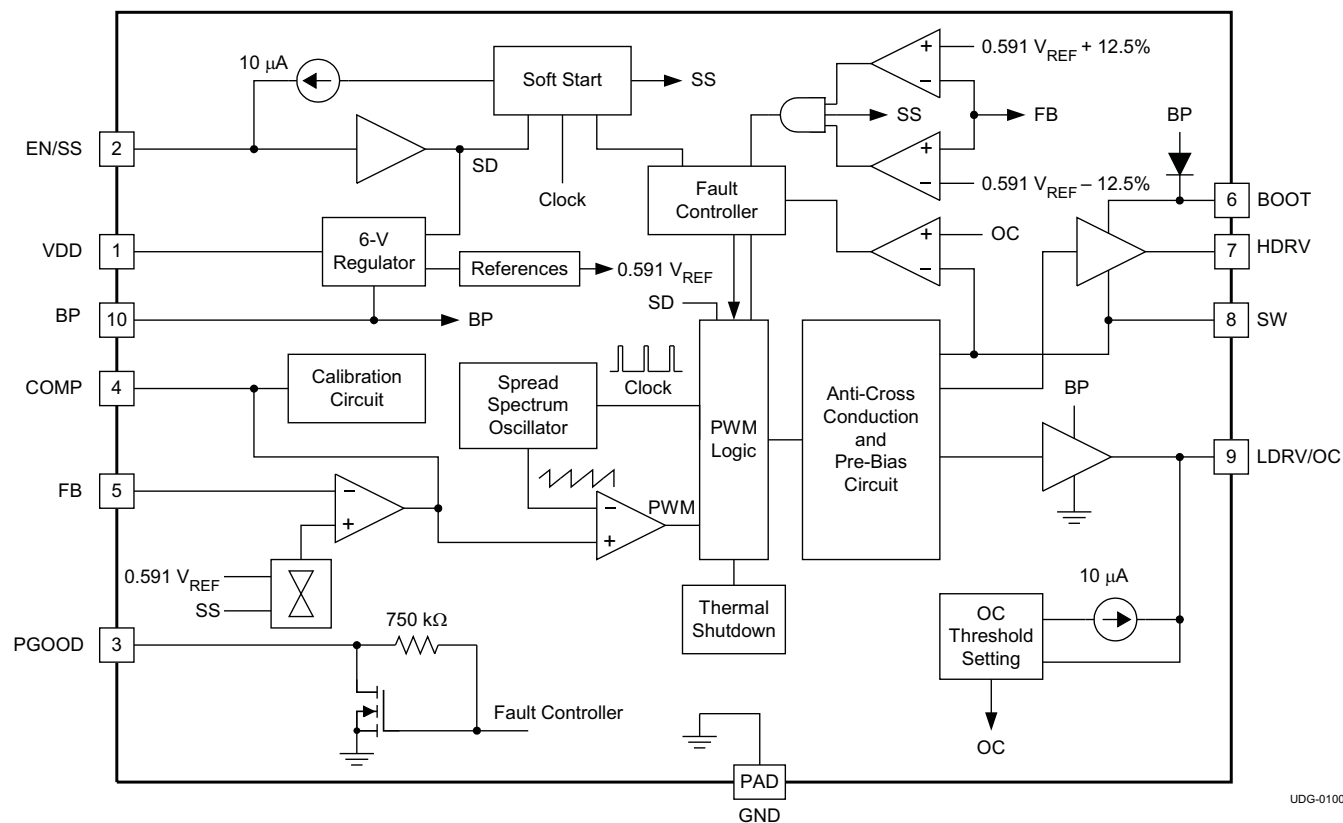 10 µA
Soft Start
SS
+
0.591 VREF + 12.5%
−
SS
FB
BP
EN/SS
2
SD
Clock
+
−
0.591 VREF – 12.5%
Fault
Controller
6
BOOT
VDD
1
6-V
Regulator
References
0.591 VREF
+
OC
−
7
HDRV
SD
BP
10
BP
8
SW
COMP
4
Calibration
Circuit
Spread
Spectrum
Oscillator
Clock
PWM
Logic
Anti-Cross
Conduction
and
Pre-Bias
Circuit
BP
9
LDRV/OC
FB
5
−
+
PWM
−
+
0.591 VREF
SS
Thermal
Shutdown
10 µA
OC
Threshold
Setting
PGOOD
3
750 kΩ
Fault Controller
OC
PAD
GND
UDG-0100